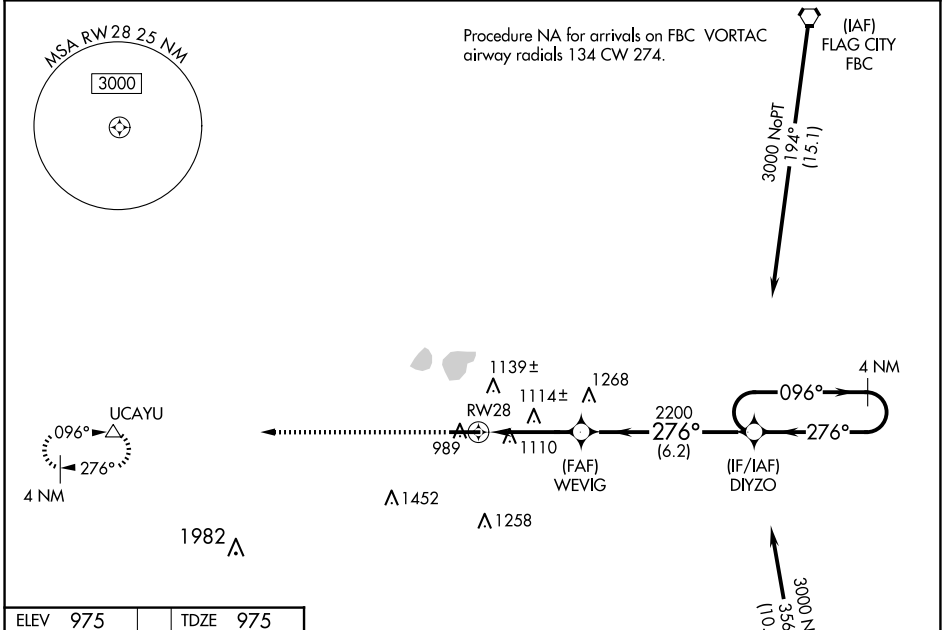 MSA RW28 25 NM
3000
Procedure NA for arrivals on FBC VORTAC
airway radials 134 CW 274.
(IAF)
FLAG CITY
FBC
3000 NoPT
194°
(15.1)
4 NM
096°
276°
1139±
1114±
1268
RW28
2200
276°
(6.2)
989
1110
(FAF)
WEVIG
(IF/IAF)
DIYZO
UCAYU
096°
276°
4 NM
1452
1258
1982
3000 N
356
(10.
ELEV 975
TDZE 975